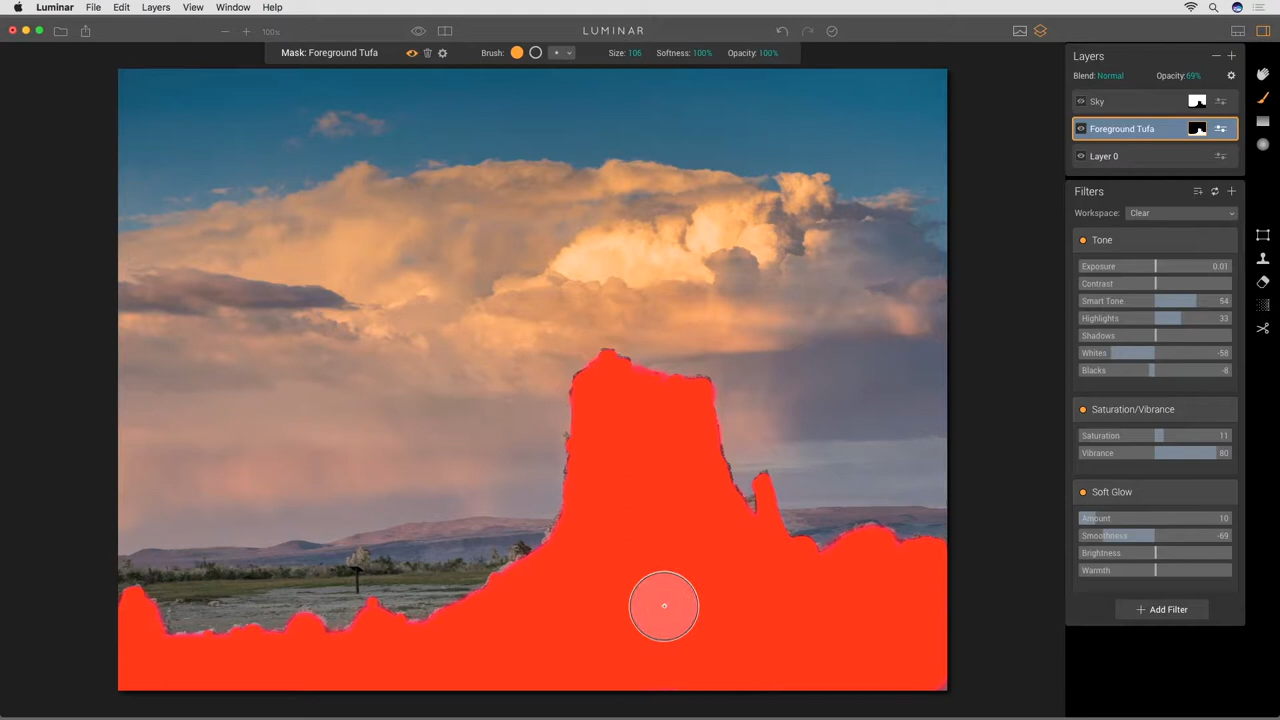 Luminar File Edit Layers View Window Help
100%
LUMINAR
Mask: Foreground Tufa Brush: Size: 106 Softness: 100% Opacity: 100%
Layers
Blend: Normal Opacity: 69%
Sky
Foreground Tufa
Layer 0
Filters
Workspace: Clear
Tone
Exposure 0.01
Contrast
Smart Tone 54
Highlights 33
Shadows
Whites -58
Blacks -8
Saturation/Vibrance
Saturation 11
Vibrance 80
Soft Glow
Amount 10
Smoothness -69
Brightness
Warmth
Add Filter